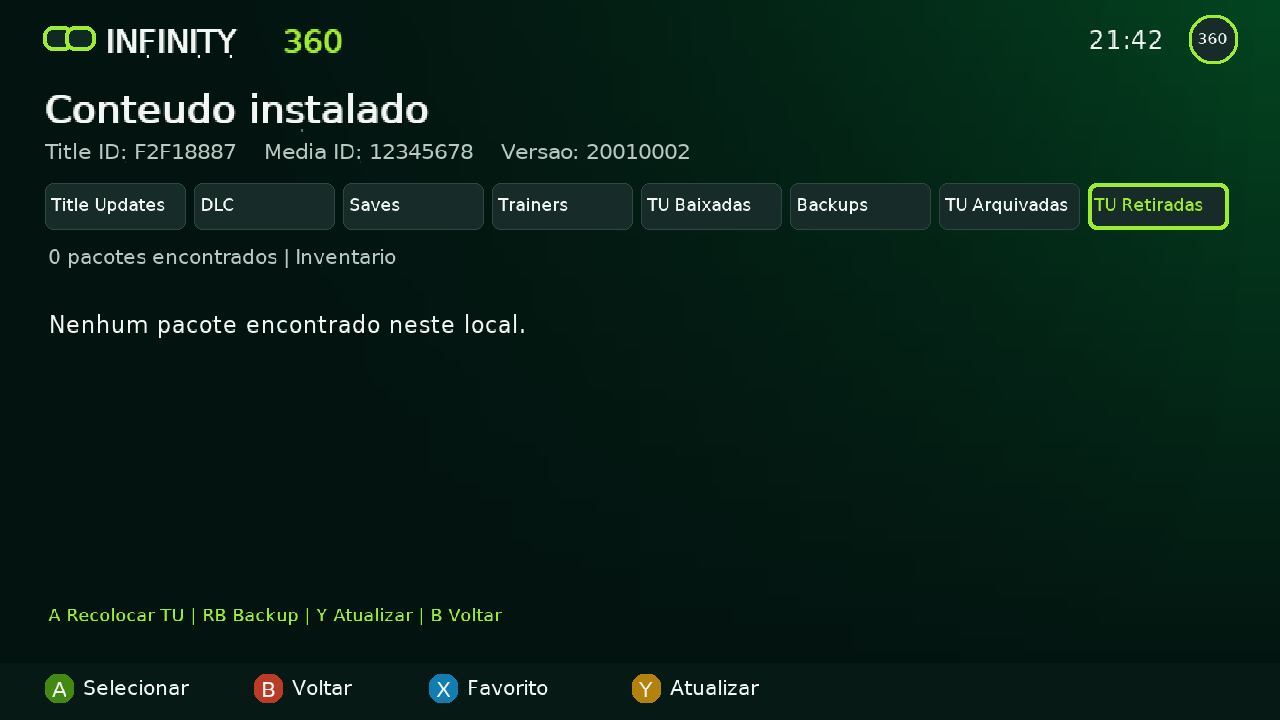 INFINITY 360 21:42 360
Conteudo instalado
Title ID: F2F18887 Media ID: 12345678 Versao: 20010002
Title Updates DLC Saves Trainers TU Baixadas Backups TU Arquivadas TU Retiradas
0 pacotes encontrados | Inventario
Nenhum pacote encontrado neste local.
A Recolocar TU | RB Backup | Y Atualizar | B Voltar
A Selecionar B Voltar X Favorito Y Atualizar